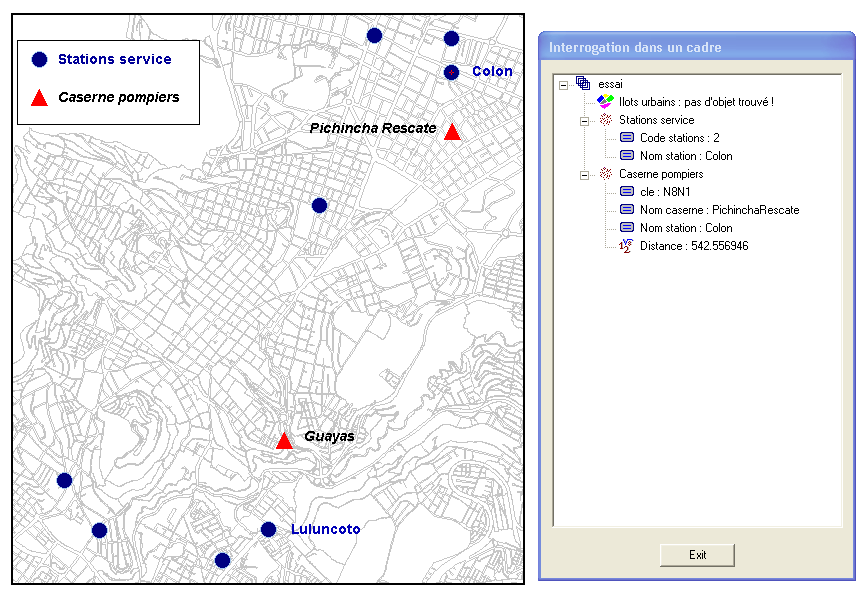 Stations service
Caserne pompiers
Colon
Pichincha Rescate
Guayas
Luluncoto
Interrogation dans un cadre
essai
Ilots urbains : pas d'objet trouvé !
Stations service
Code stations : 2
Nom station : Colon
Caserne pompiers
cle : N8N1
Nom caserne : PichinchaRescate
Nom station : Colon
Distance : 542.556946
Exit